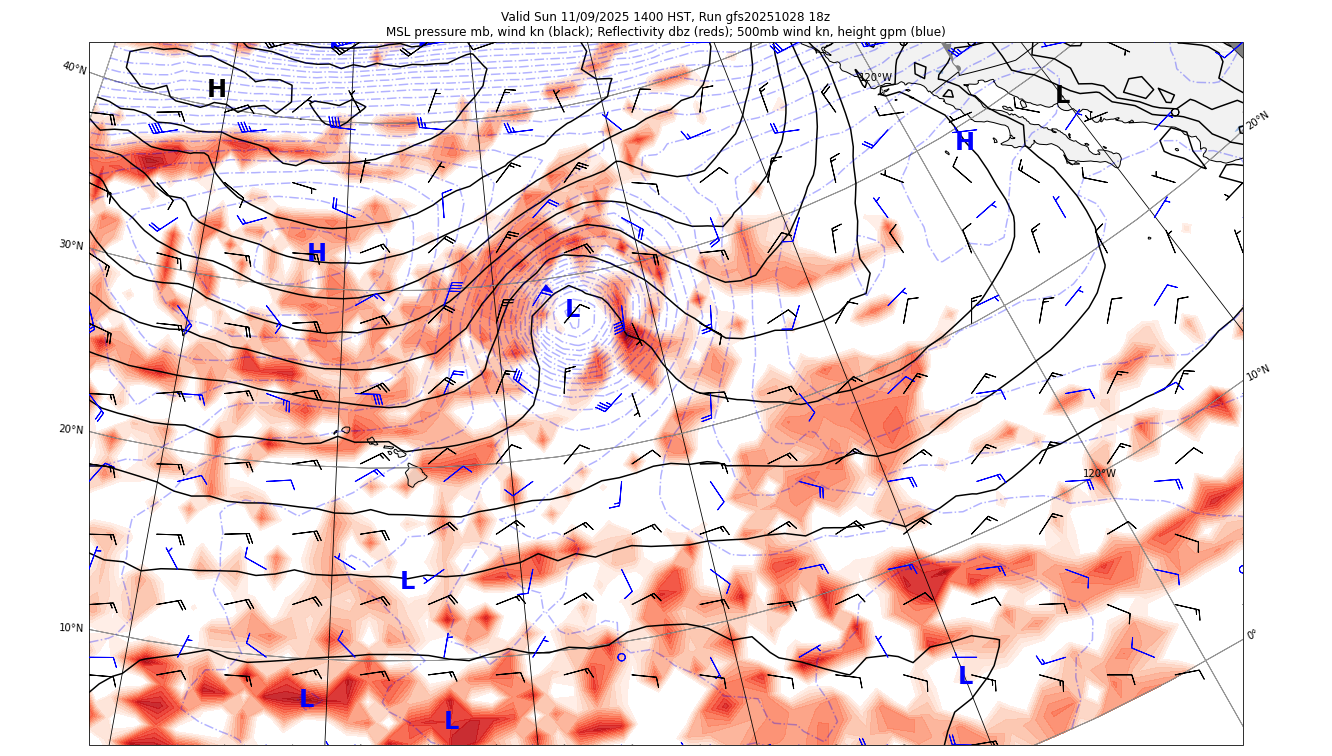 Valid Sun 11/09/2025 1400 HST, Run gfs20251028 18z
MSL pressure mb, wind kn (black); Reflectivity dbz (reds); 500mb wind kn, height gpm (blue)
40°N
120°W
H
L
20°N
H
30°N
H
L
10°N
20°N
120°W
L
10°N
0°
L
L
L